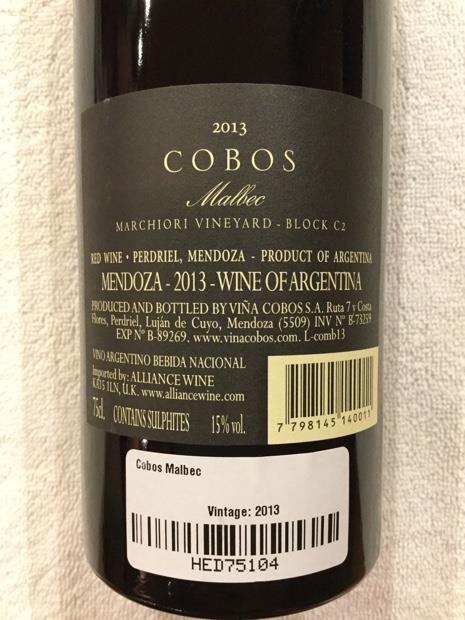 2013
COBOS
Malbec
MARCHIORI VINEYARD - BLOCK C2
RED WINE • PERDRIEL, MENDOZA - PRODUCT OF ARGENTINA
MENDOZA - 2013 - WINE OF ARGENTINA
PRODUCED AND BOTTLED BY VIÑA COBOS S.A. Ruta 7 y Costa
Flores, Perdriel, Luján de Cuyo, Mendoza (5509) INV Nº B-73259
EXP Nº B-89269. www.vinacobos.com. L-comb13
VINO ARGENTINO BEBIDA NACIONAL
Imported by: ALLIANCE WINE
KA15 1LN, U.K. www.alliancewine.com
75cl. CONTAINS SULPHITES 15% vol.
7 798145 140011
Cobos Malbec
Vintage: 2013
HED75104